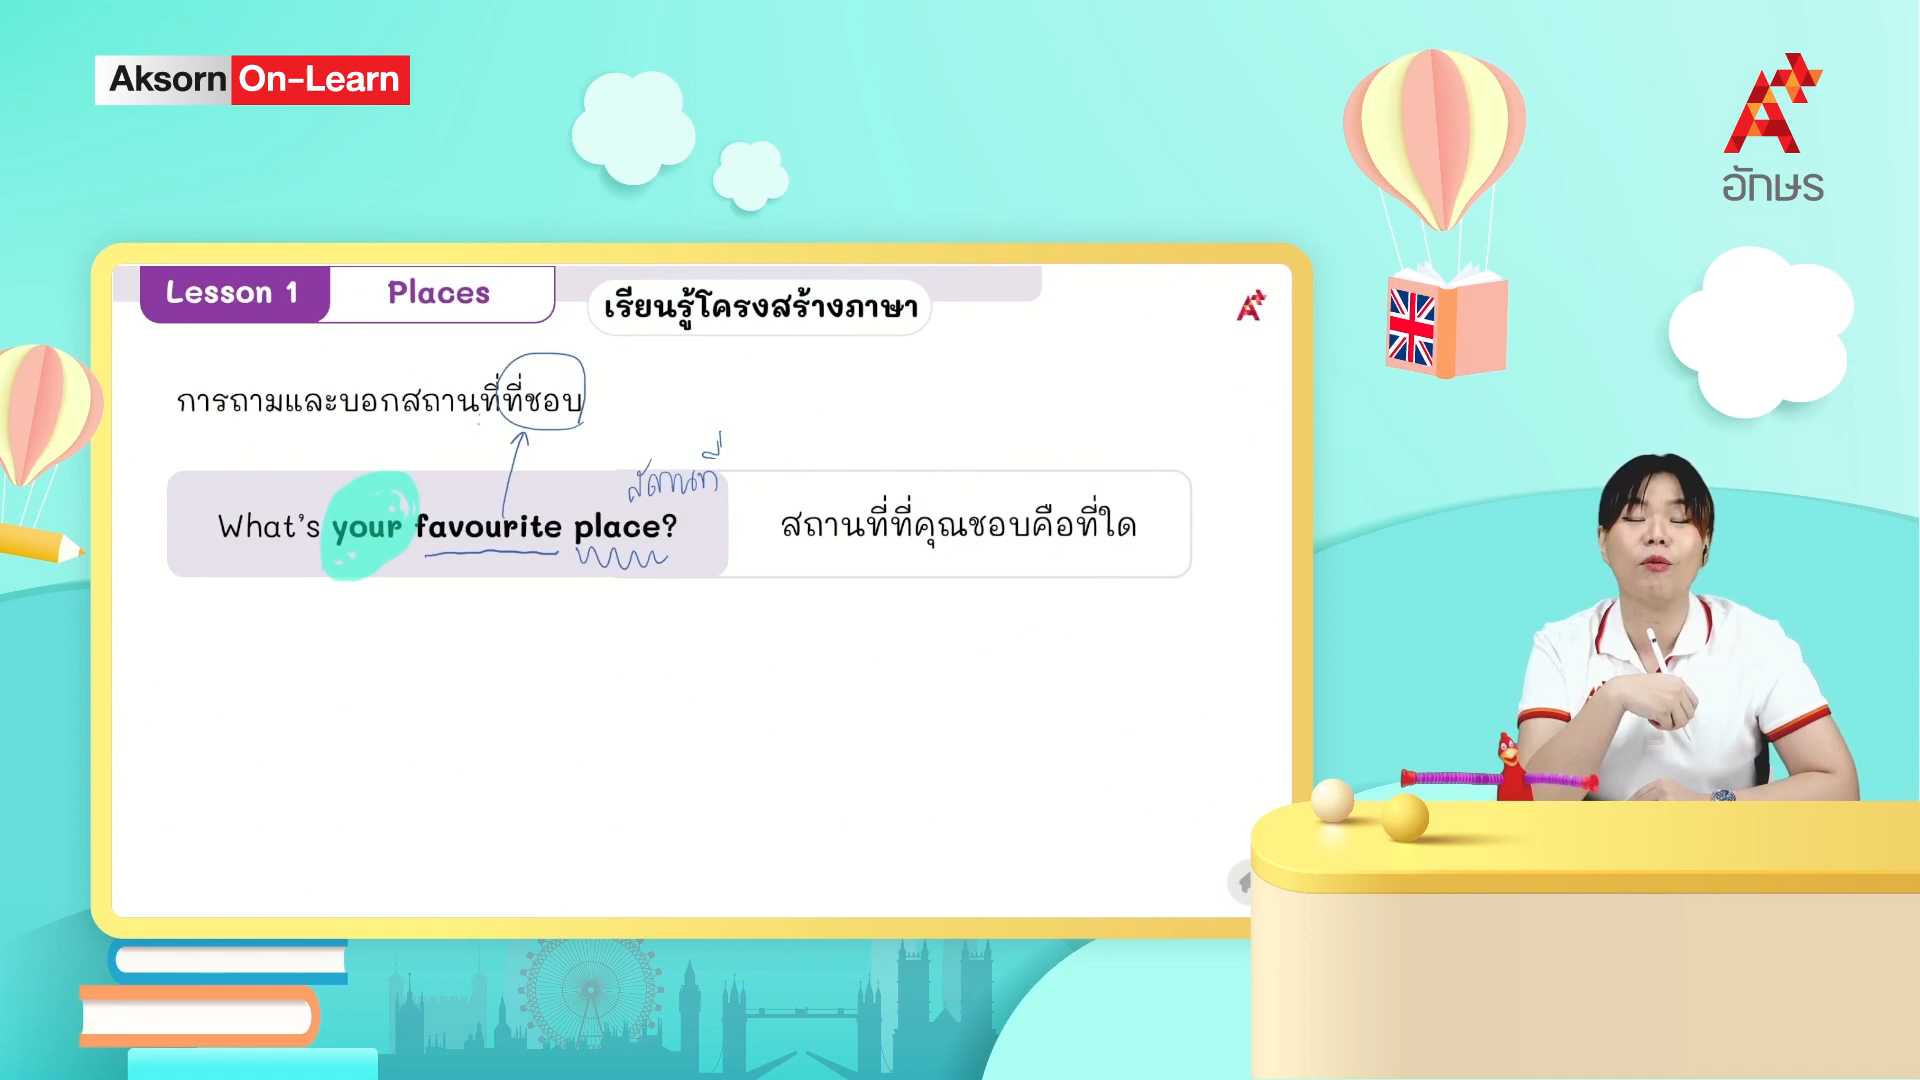 Aksorn On-Learn
อักษร
Lesson 1 Places
เรียนรู้โครงสร้างภาษา
การถามและบอกสถานที่ที่ชอบ
สถานที่
What's your favourite place? สถานที่ที่คุณชอบคือที่ใด